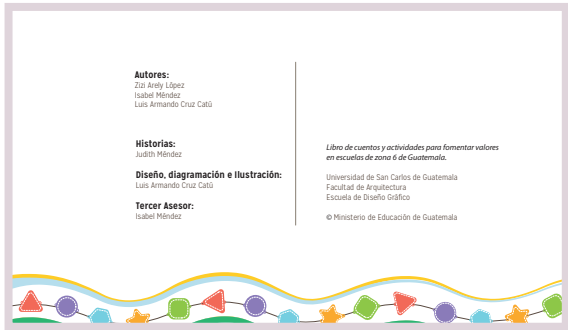 Autores:
Zizi Arely López
Isabel Méndez
Luis Armando Cruz Catú
Historias:
Judith Méndez
Diseño, diagramación e Ilustración:
Luis Armando Cruz Catú
Tercer Asesor:
Isabel Méndez
Libro de cuentos y actividades para fomentar valores
en escuelas de zona 6 de Guatemala.
Universidad de San Carlos de Guatemala
Facultad de Arquitectura
Escuela de Diseño Gráfico
© Ministerio de Educación de Guatemala